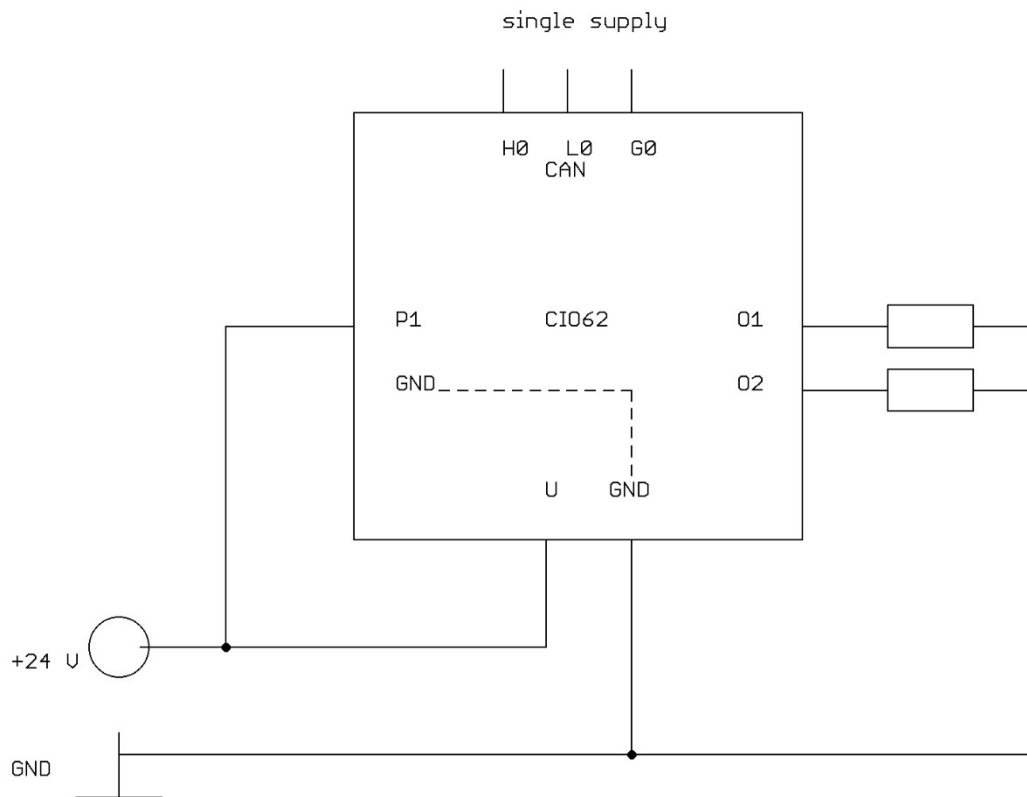 single supply
H0 L0 G0
CAN
P1 CIO62 O1
GND O2
U GND
+24 V
GND